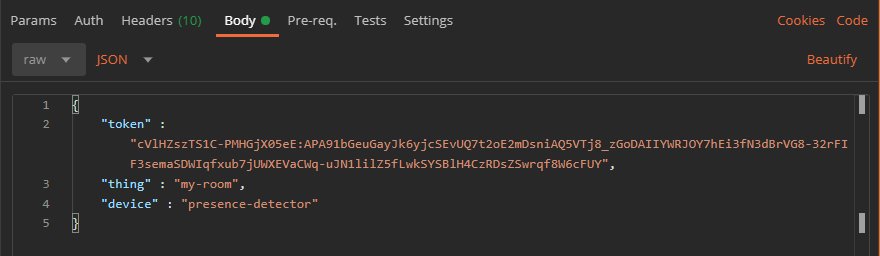 Params Auth Headers (10) Body Pre-req. Tests Settings Cookies Code
raw JSON Beautify
1 {
2 "token" :
"cVlHZszTS1C-PMHGjX05eE:APA91bGeuGayJk6yjcSEvUQ7t2oE2mDsniAQ5VTj8_zGoDAIIYWRJOY7hEi3fN3dBrVG8-32rFI
F3semaSDWIqfxub7jUWXEVaCWq-uJN1lilZ5fLwkSYSBlH4CzRDsZSwrqf8W6cFUY",
3 "thing" : "my-room",
4 "device" : "presence-detector"
5 }